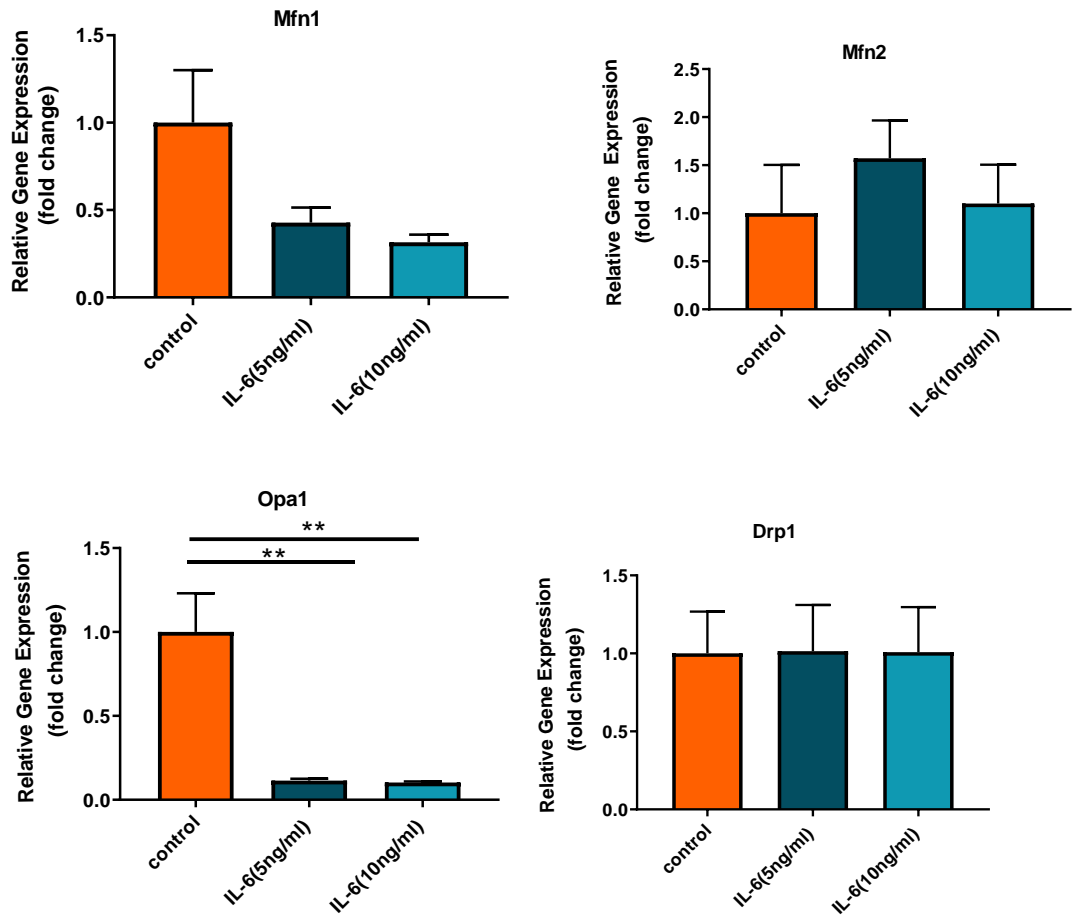 Mfn1
Relative Gene Expression
(fold change)
1.5
1.0
0.5
0.0
control
IL-6(5ng/ml)
IL-6(10ng/ml)
Mfn2
Relative Gene Expression
(fold change)
2.5
2.0
1.5
1.0
0.5
0.0
control
IL-6(5ng/ml)
IL-6(10ng/ml)
Opa1
**
**
Relative Gene Expression
(fold change)
1.5
1.0
0.5
0.0
control
IL-6(5ng/ml)
IL-6(10ng/ml)
Drp1
Relative Gene Expression
(fold change)
1.5
1.0
0.5
0.0
control
IL-6(5ng/ml)
IL-6(10ng/ml)